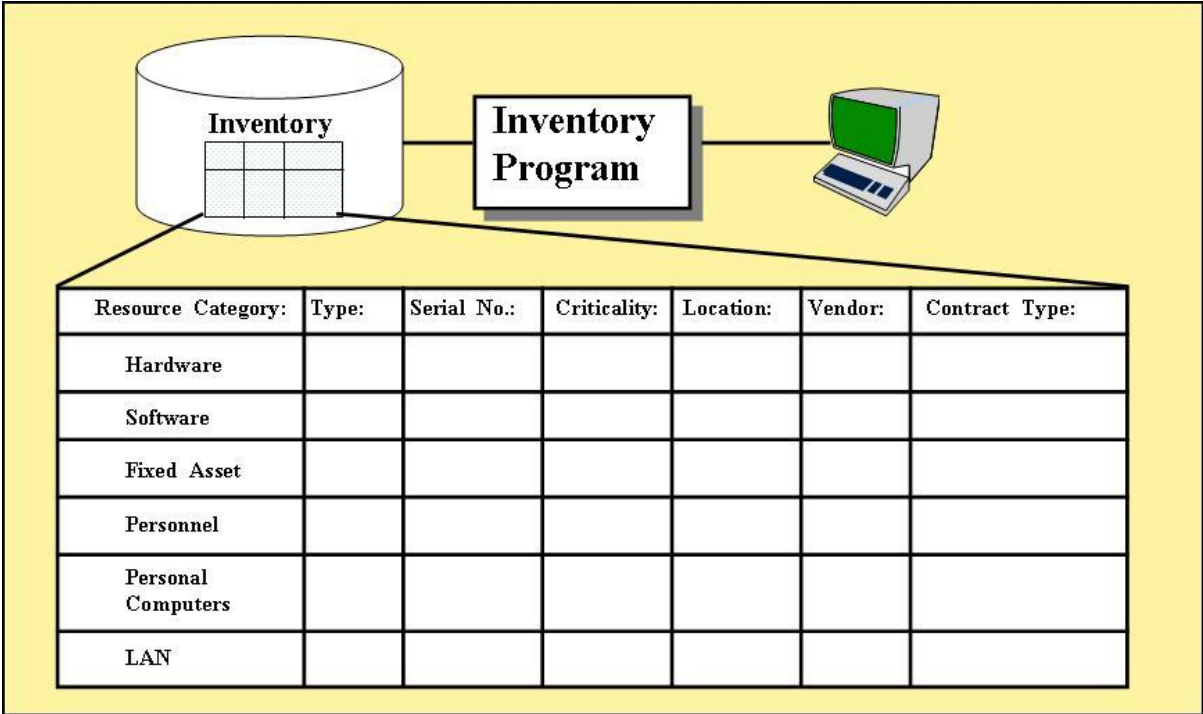 Inventory
Inventory
Program
Resource Category: Type: Serial No.: Criticality: Location: Vendor: Contract Type:
Hardware
Software
Fixed Asset
Personnel
Personal
Computers
LAN